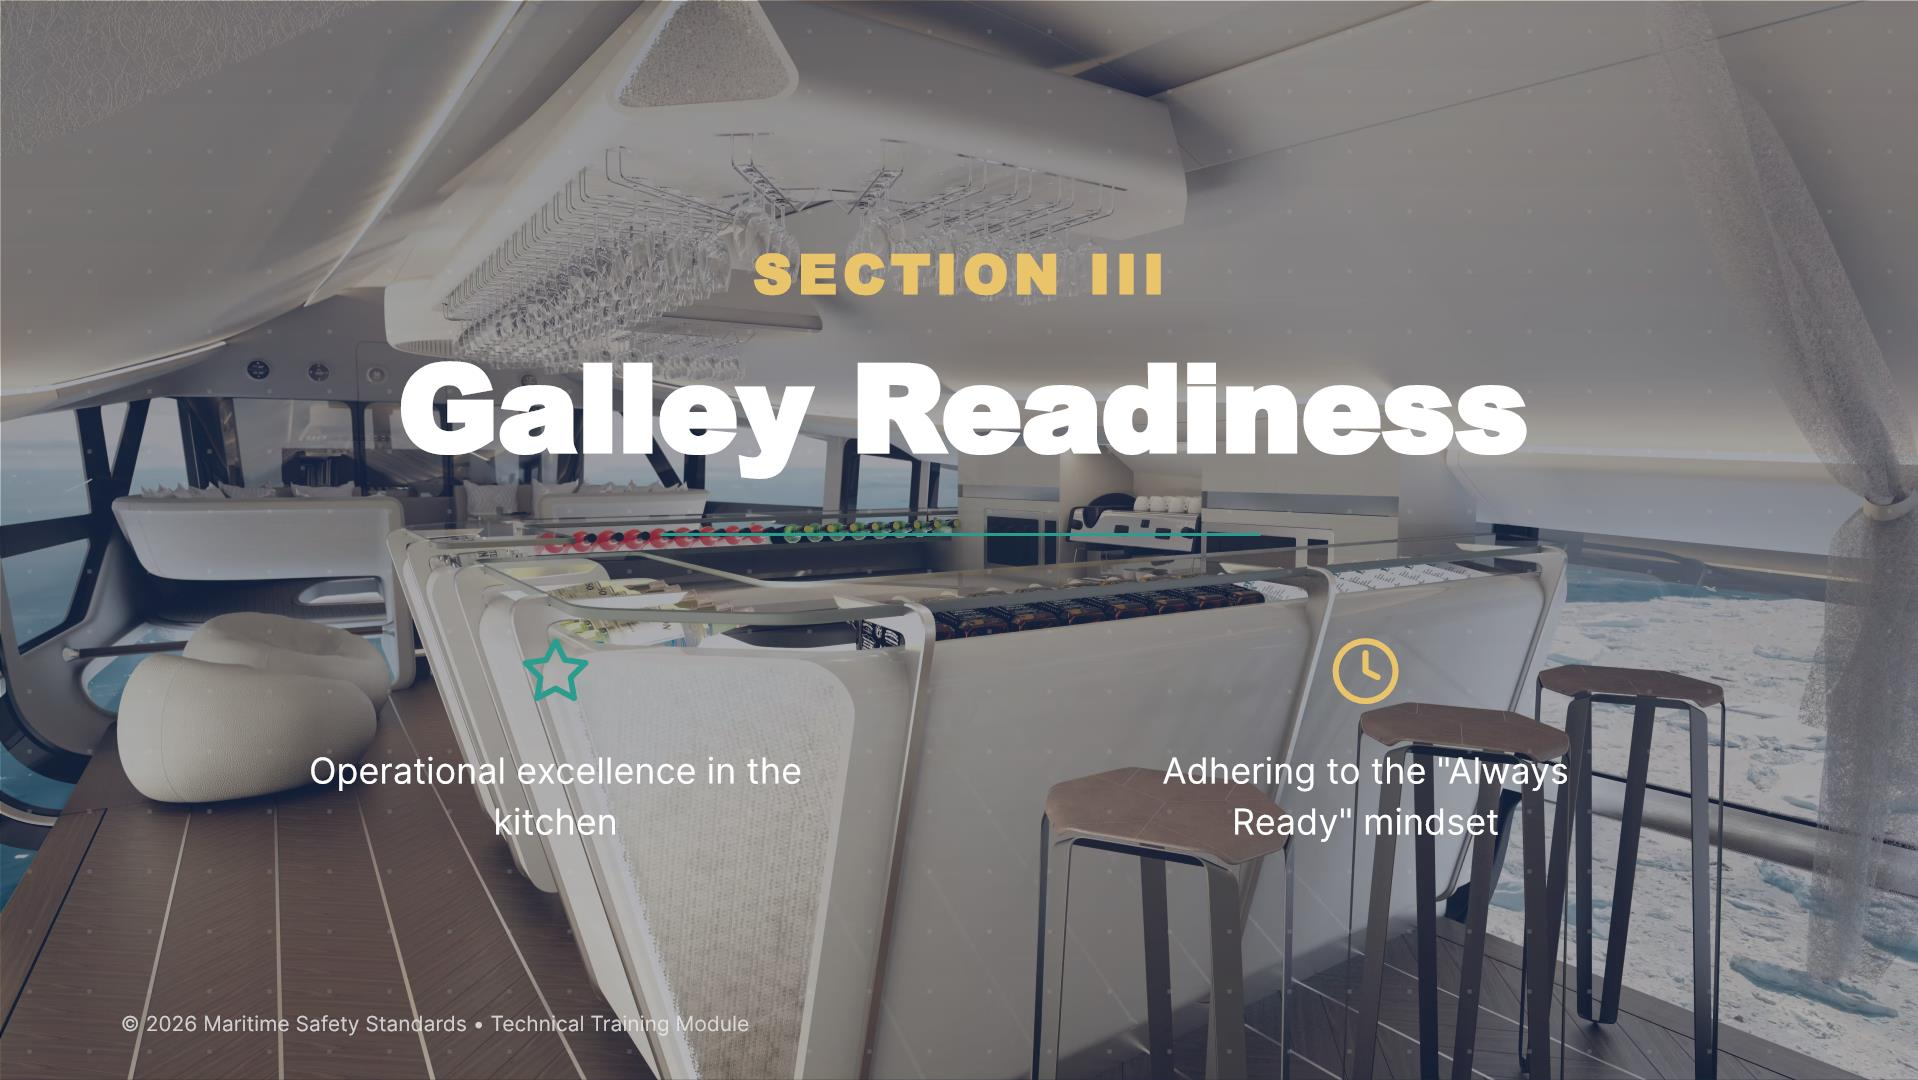 SECTION III
Galley Readiness
Operational excellence in the
kitchen
Adhering to the "Always
Ready" mindset
© 2026 Maritime Safety Standards • Technical Training Module